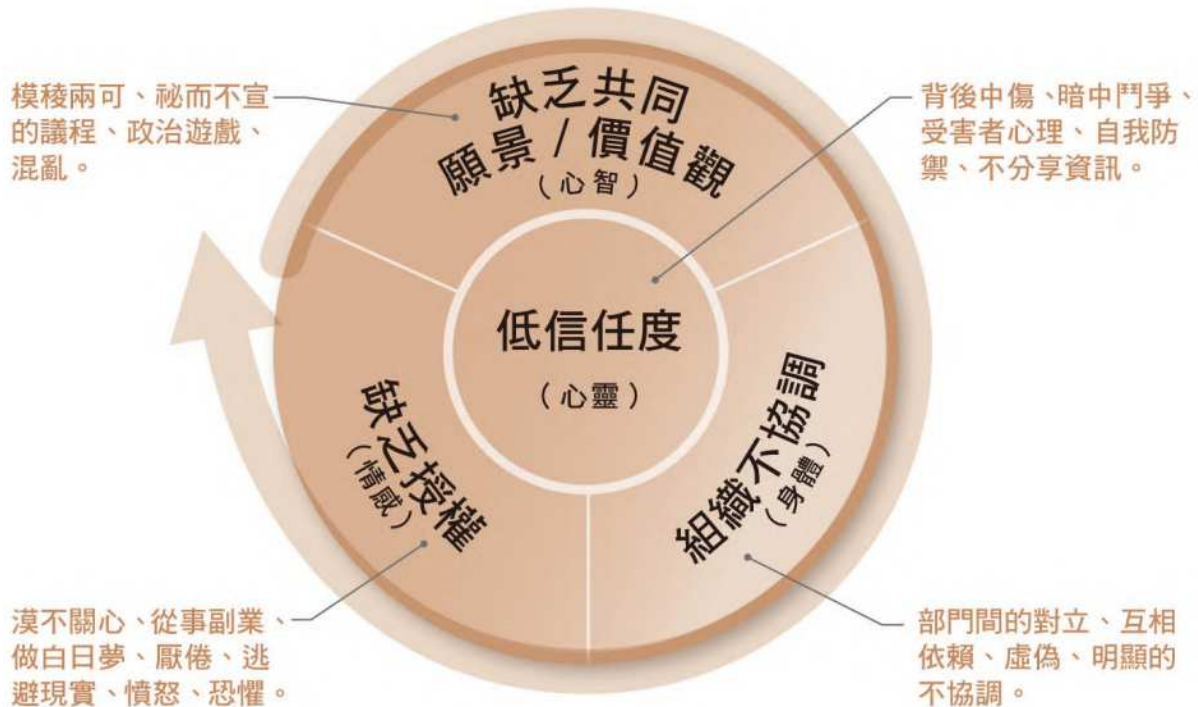 模稜兩可、祕而不宣
的議程、政治遊戲、
混亂。
缺乏共同
願景/價值觀
(心智)
背後中傷、暗中鬥爭、
受害者心理、自我防
禦、不分享資訊。
低信任度
(心靈)
缺乏授權
(情感)
組織不協調
(身體)
漠不關心、從事副業、
做白日夢、厭倦、逃
避現實、憤怒、恐懼。
部門間的對立、互相
依賴、虛偽、明顯的
不協調。